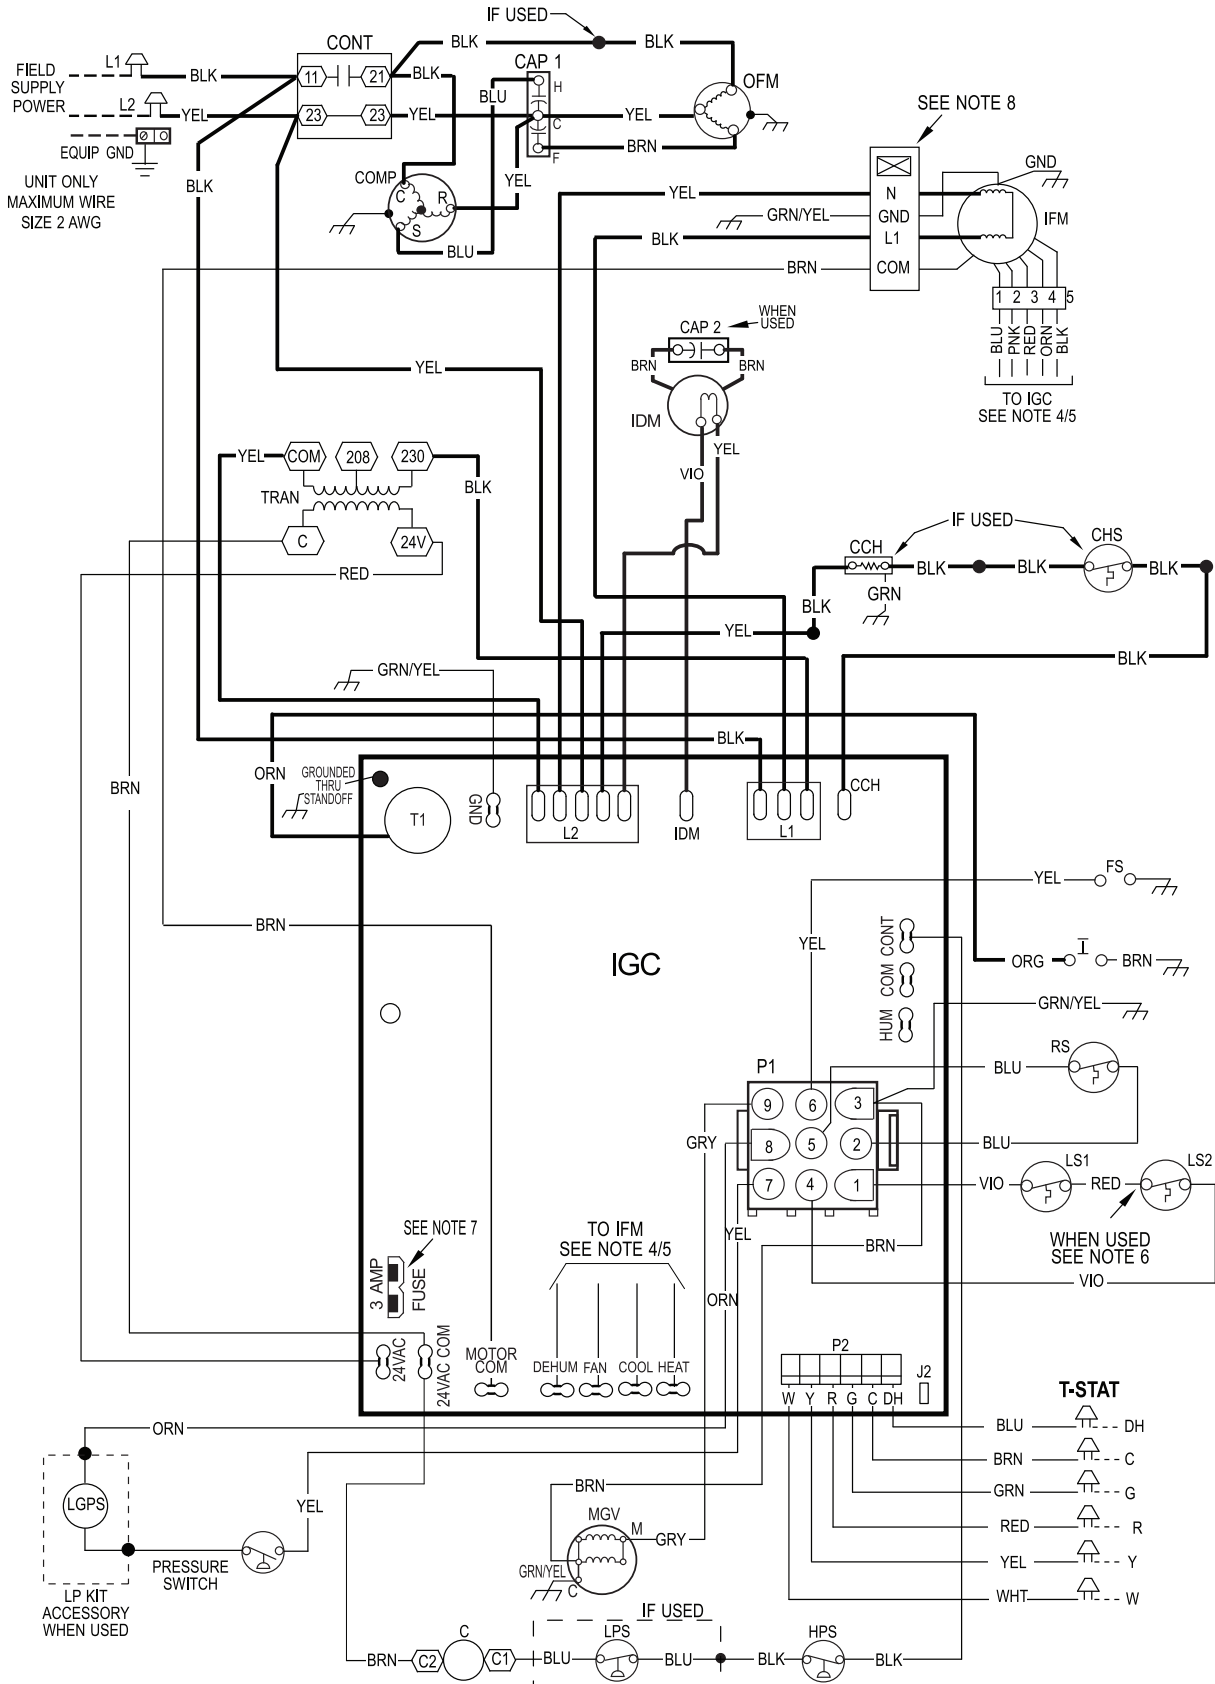 IF USED
CONT
BLK
BLK
CAP 1
FIELD
SUPPLY
POWER
L1
BLK
11
21
BLK
H
OFM
BLU
L2
YEL
23
23
YEL
C
YEL
SEE NOTE 8
BRN
F
EQUIP GND
UNIT ONLY
MAXIMUM WIRE
SIZE 2 AWG
BLK
COMP
C
R
S
YEL
BLU
GND
YEL
N
GRN/YEL
GND
IFM
BLK
L1
BRN
COM
1 2 3 4 5
BLU
PNK
RED
ORN
BLK
TO IGC
SEE NOTE 4/5
WHEN
USED
CAP 2
BRN
BRN
IDM
VIO
YEL
YEL
YEL
COM
208
230
TRAN
BLK
C
24V
RED
IF USED
CCH
CHS
BLK
BLK
BLK
GRN
BLK
YEL
BLK
GRN/YEL
BLK
ORN
BRN
GROUNDED
THRU
STANDOFF
T1
GND
L2
IDM
L1
CCH
YEL
FS
BRN
YEL
IGC
CONT
COM
HUM
ORG
I
BRN
GRN/YEL
P1
RS
BLU
9
6
3
GRY
8
5
2
BLU
7
4
1
VIO
LS1
RED
LS2
WHEN USED
SEE NOTE 6
VIO
BRN
YEL
ORN
SEE NOTE 7
TO IFM
SEE NOTE 4/5
3 AMP
FUSE
24VAC
24VAC COM
MOTOR
COM
DEHUM
FAN
COOL
HEAT
P2
J2
W Y R G C DH
T-STAT
BLU
DH
BRN
C
GRN
G
RED
R
YEL
Y
WHT
W
ORN
LGPS
YEL
PRESSURE
SWITCH
LP KIT
ACCESSORY
WHEN USED
BRN
MGV
M
GRY
GRN/YEL
C
IF USED
BRN
C2
C
C1
BLU
LPS
BLU
BLK
HPS
BLK